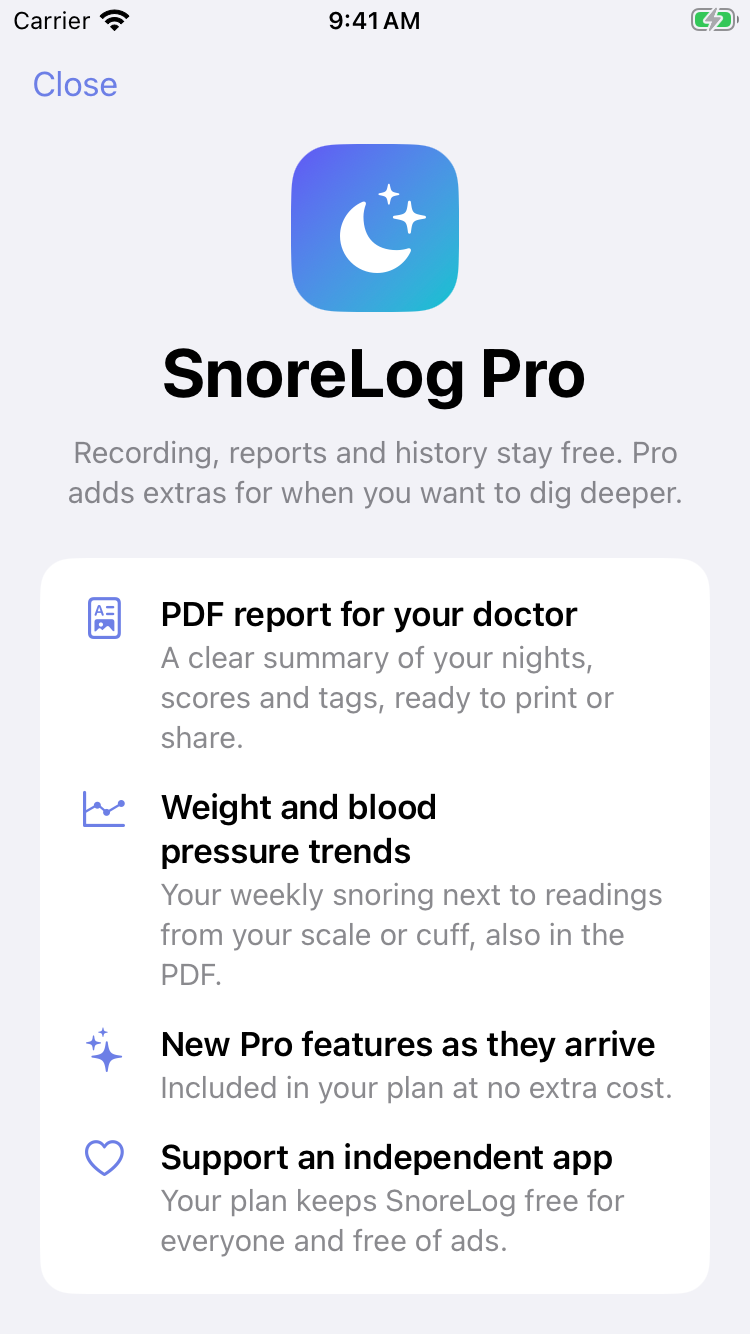 Carrier 9:41 AM
Close
SnoreLog Pro
Recording, reports and history stay free. Pro
adds extras for when you want to dig deeper.
PDF report for your doctor
A clear summary of your nights,
scores and tags, ready to print or
share.
Weight and blood
pressure trends
Your weekly snoring next to readings
from your scale or cuff, also in the
PDF.
New Pro features as they arrive
Included in your plan at no extra cost.
Support an independent app
Your plan keeps SnoreLog free for
everyone and free of ads.